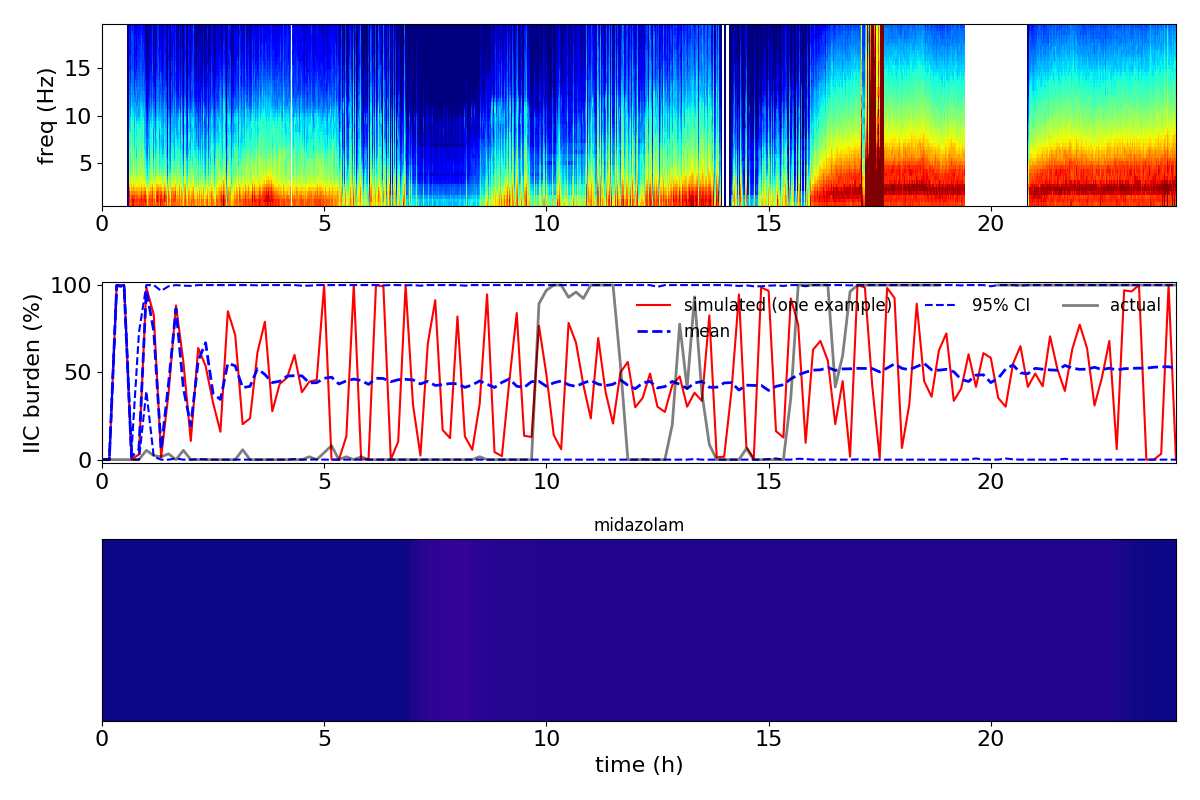 freq (Hz)
15
10
5
0 5 10 15 20
IIC burden (%)
100
50
0
simulated (one example)
mean
95% CI
actual
0 5 10 15 20
midazolam
0 5 10 15 20
time (h)